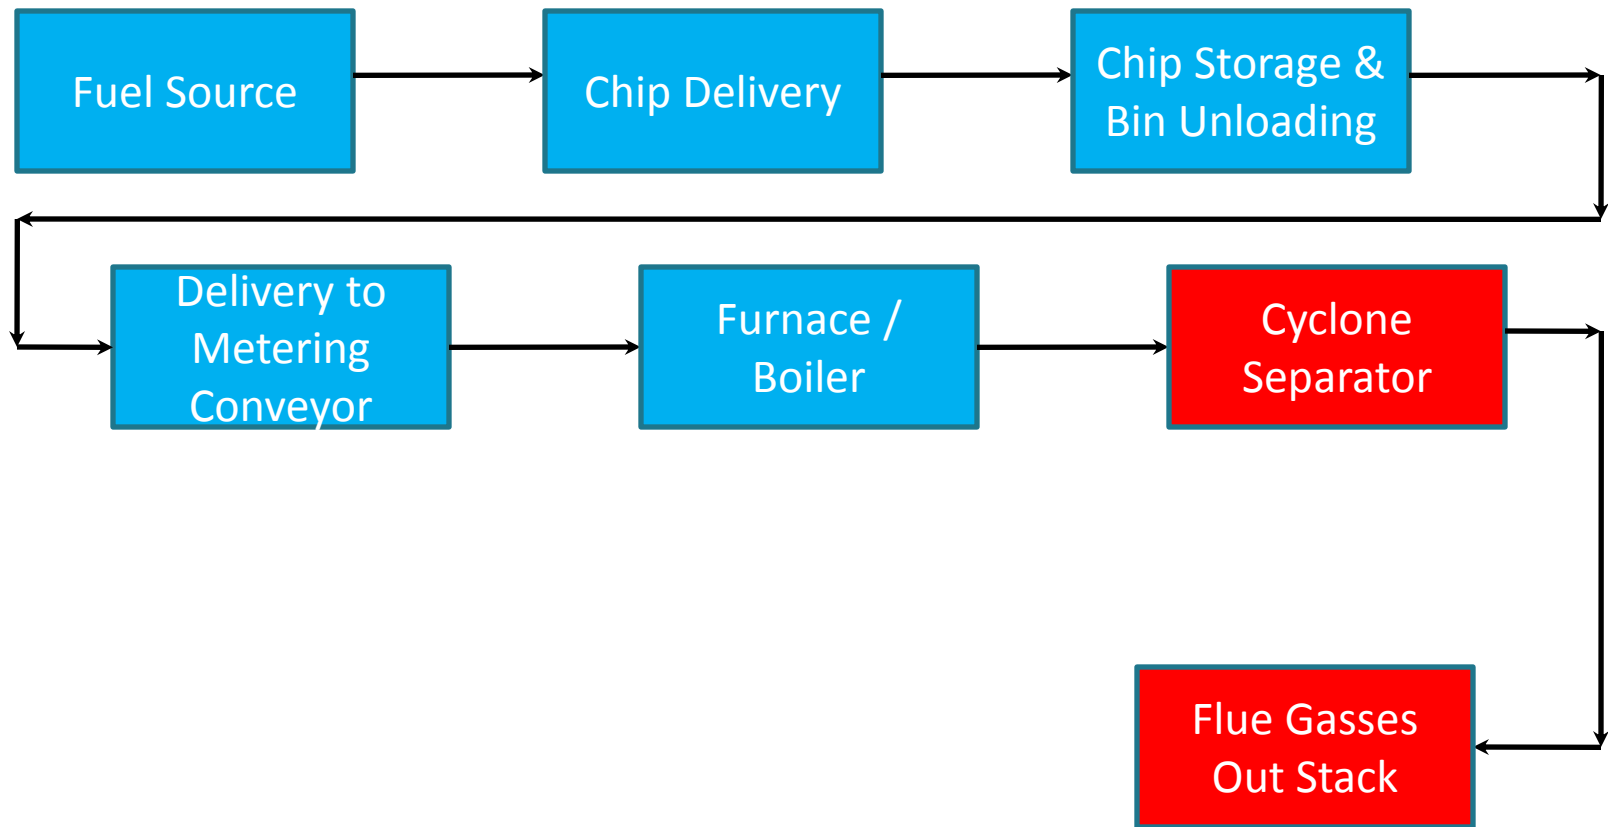 Fuel Source
Chip Delivery
Chip Storage &
Bin Unloading
Delivery to
Metering
Conveyor
Furnace /
Boiler
Cyclone
Separator
Flue Gasses
Out Stack